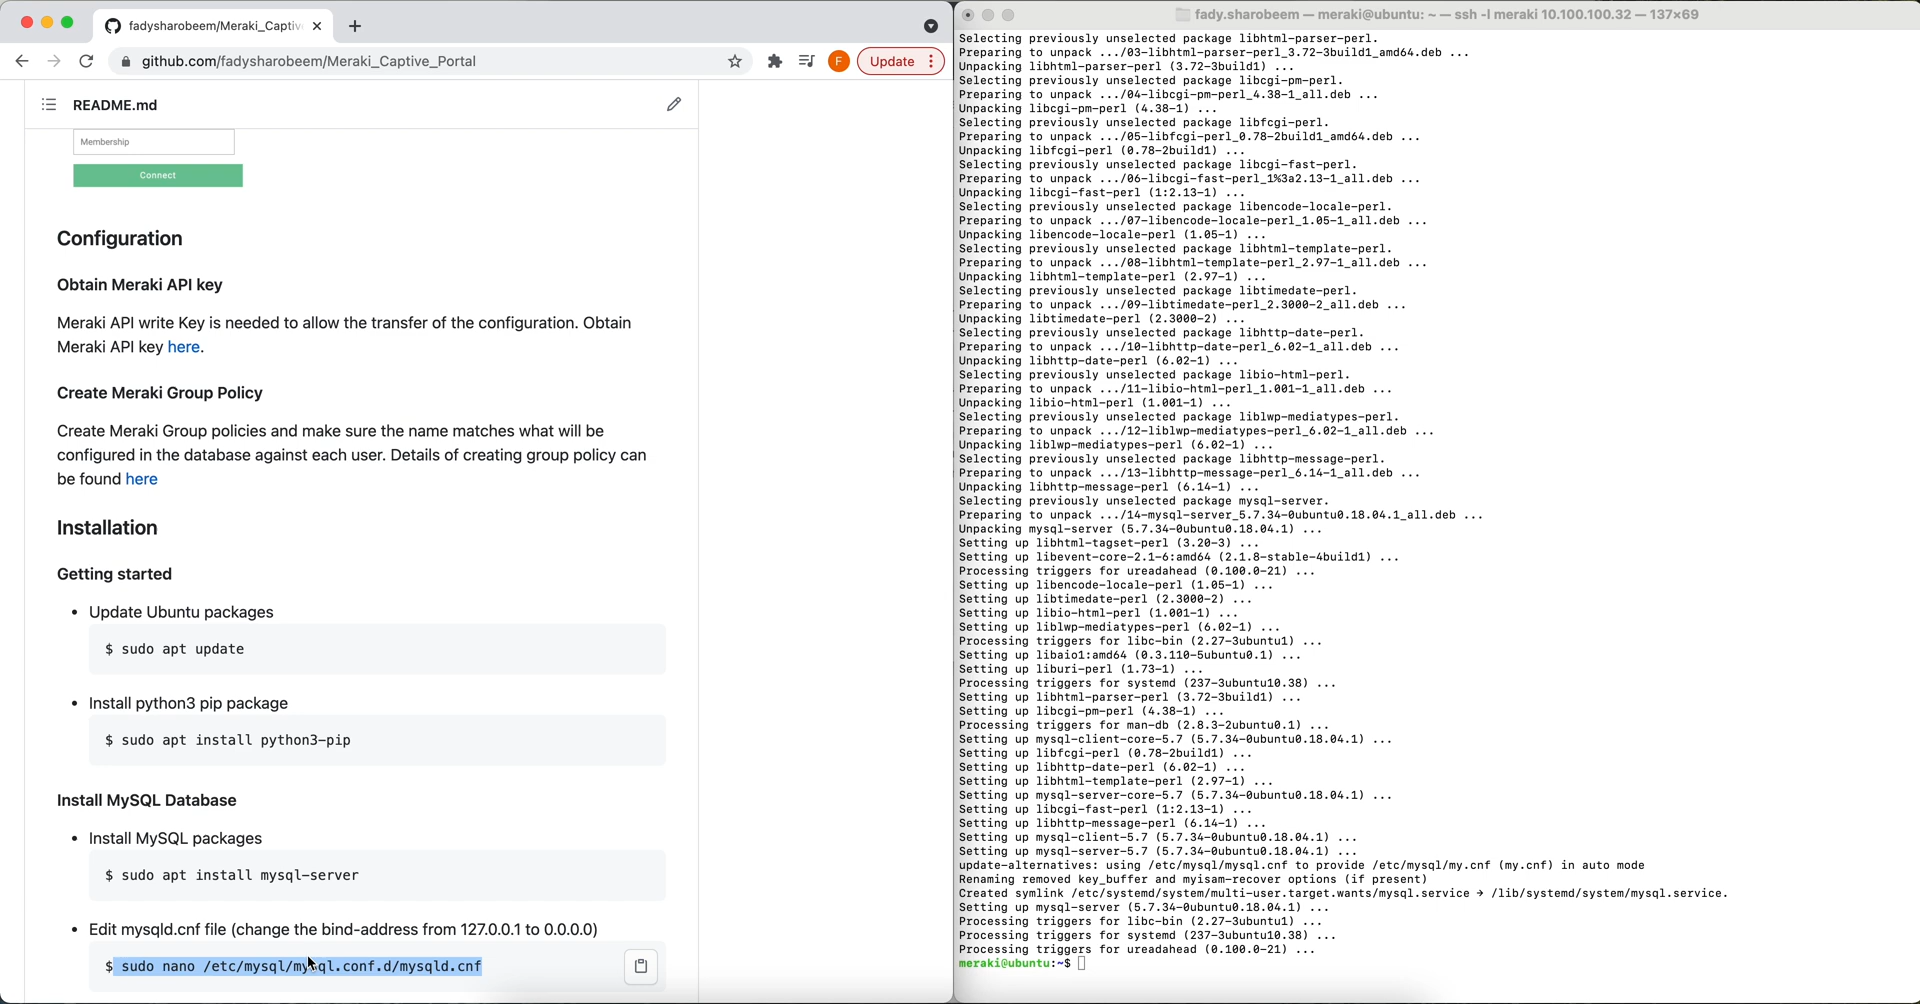 fadysharobeem/Meraki_Captiv
github.com/fadysharobeem/Meraki_Captive_Portal
F
Update
README.md
Membership
Connect
Configuration
Obtain Meraki API key
Meraki API write Key is needed to allow the transfer of the configuration. Obtain
Meraki API key here.
Create Meraki Group Policy
Create Meraki Group policies and make sure the name matches what will be
configured in the database against each user. Details of creating group policy can
be found here
Installation
Getting started
• Update Ubuntu packages
$ sudo apt update
• Install python3 pip package
$ sudo apt install python3-pip
Install MySQL Database
• Install MySQL packages
$ sudo apt install mysql-server
• Edit mysqld.cnf file (change the bind-address from 127.0.0.1 to 0.0.0.0)
$ sudo nano /etc/mysql/mysql.conf.d/mysqld.cnf
fady.sharobeem — meraki@ubuntu: ~ — ssh -l meraki 10.100.100.32 — 137×69
Selecting previously unselected package libhtml-parser-perl.
Preparing to unpack .../03-libhtml-parser-perl_3.72-3build1_amd64.deb ...
Unpacking libhtml-parser-perl (3.72-3build1) ...
Selecting previously unselected package libcgi-pm-perl.
Preparing to unpack .../04-libcgi-pm-perl_4.38-1_all.deb ...
Unpacking libcgi-pm-perl (4.38-1) ...
Selecting previously unselected package libfcgi-perl.
Preparing to unpack .../05-libfcgi-perl_0.78-2build1_amd64.deb ...
Unpacking libfcgi-perl (0.78-2build1) ...
Selecting previously unselected package libcgi-fast-perl.
Preparing to unpack .../06-libcgi-fast-perl_1%3a2.13-1_all.deb ...
Unpacking libcgi-fast-perl (1:2.13-1) ...
Selecting previously unselected package libencode-locale-perl.
Preparing to unpack .../07-libencode-locale-perl_1.05-1_all.deb ...
Unpacking libencode-locale-perl (1.05-1) ...
Selecting previously unselected package libhtml-template-perl.
Preparing to unpack .../08-libhtml-template-perl_2.97-1_all.deb ...
Unpacking libhtml-template-perl (2.97-1) ...
Selecting previously unselected package libtimedate-perl.
Preparing to unpack .../09-libtimedate-perl_2.3000-2_all.deb ...
Unpacking libtimedate-perl (2.3000-2) ...
Selecting previously unselected package libhttp-date-perl.
Preparing to unpack .../10-libhttp-date-perl_6.02-1_all.deb ...
Unpacking libhttp-date-perl (6.02-1) ...
Selecting previously unselected package libio-html-perl.
Preparing to unpack .../11-libio-html-perl_1.001-1_all.deb ...
Unpacking libio-html-perl (1.001-1) ...
Selecting previously unselected package liblwp-mediatypes-perl.
Preparing to unpack .../12-liblwp-mediatypes-perl_6.02-1_all.deb ...
Unpacking liblwp-mediatypes-perl (6.02-1) ...
Selecting previously unselected package libhttp-message-perl.
Preparing to unpack .../13-libhttp-message-perl_6.14-1_all.deb ...
Unpacking libhttp-message-perl (6.14-1) ...
Selecting previously unselected package mysql-server.
Preparing to unpack .../14-mysql-server_5.7.34-0ubuntu0.18.04.1_all.deb ...
Unpacking mysql-server (5.7.34-0ubuntu0.18.04.1) ...
Setting up libhtml-tagset-perl (3.20-3) ...
Setting up libevent-core-2.1-6:amd64 (2.1.8-stable-4build1) ...
Processing triggers for ureadahead (0.100.0-21) ...
Setting up libencode-locale-perl (1.05-1) ...
Setting up libtimedate-perl (2.3000-2) ...
Setting up libio-html-perl (1.001-1) ...
Setting up liblwp-mediatypes-perl (6.02-1) ...
Processing triggers for libc-bin (2.27-3ubuntu1) ...
Setting up libaio1:amd64 (0.3.110-5ubuntu0.1) ...
Setting up liburi-perl (1.73-1) ...
Processing triggers for systemd (237-3ubuntu10.38) ...
Setting up libhtml-parser-perl (3.72-3build1) ...
Setting up libcgi-pm-perl (4.38-1) ...
Processing triggers for man-db (2.8.3-2ubuntu0.1) ...
Setting up mysql-client-core-5.7 (5.7.34-0ubuntu0.18.04.1) ...
Setting up libfcgi-perl (0.78-2build1) ...
Setting up libhttp-date-perl (6.02-1) ...
Setting up libhtml-template-perl (2.97-1) ...
Setting up mysql-server-core-5.7 (5.7.34-0ubuntu0.18.04.1) ...
Setting up libcgi-fast-perl (1:2.13-1) ...
Setting up libhttp-message-perl (6.14-1) ...
Setting up mysql-client-5.7 (5.7.34-0ubuntu0.18.04.1) ...
Setting up mysql-server-5.7 (5.7.34-0ubuntu0.18.04.1) ...
update-alternatives: using /etc/mysql/mysql.cnf to provide /etc/mysql/my.cnf (my.cnf) in auto mode
Renaming removed key_buffer and myisam-recover options (if present)
Created symlink /etc/systemd/system/multi-user.target.wants/mysql.service → /lib/systemd/system/mysql.service.
Setting up mysql-server (5.7.34-0ubuntu0.18.04.1) ...
Processing triggers for libc-bin (2.27-3ubuntu1) ...
Processing triggers for systemd (237-3ubuntu10.38) ...
Processing triggers for ureadahead (0.100.0-21) ...
meraki@ubuntu:~$